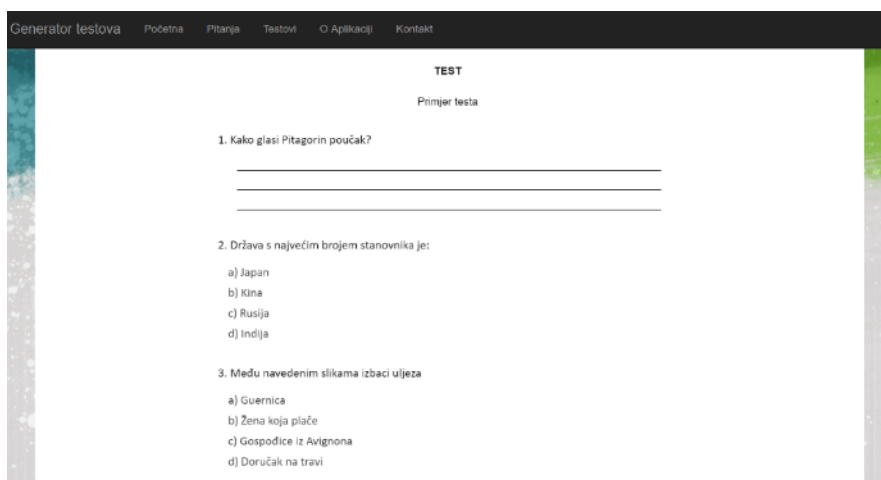 Generator testova Početna Pitanja Testovi O Aplikaciji Kontakt
TEST
Primjer testa
1. Kako glasi Pitagorin poučak?
2. Država s najvećim brojem stanovnika je:
a) Japan
b) Kina
c) Rusija
d) Indija
3. Među navedenim slikama izbaci uljeza
a) Guernica
b) Žena koja plače
c) Gospođice iz Avignona
d) Doručak na travi